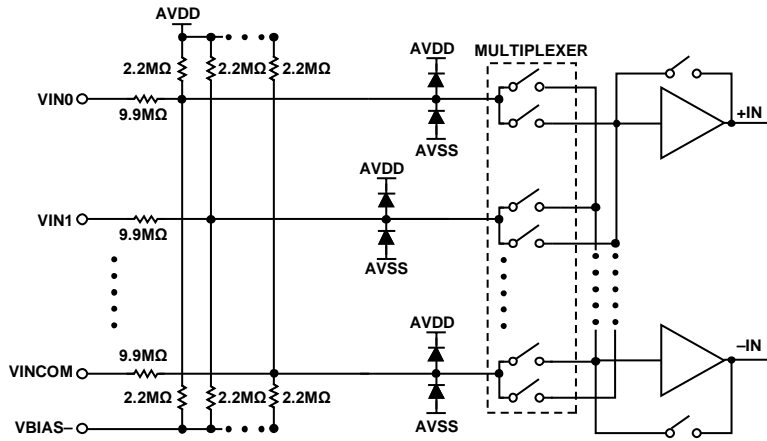 AVDD
2.2MΩ 2.2MΩ 2.2MΩ
AVDD
MULTIPLEXER
VIN0
9.9MΩ
AVSS
+IN
AVDD
VIN1
9.9MΩ
AVSS
AVDD
–IN
9.9MΩ
VINCOM
2.2MΩ 2.2MΩ 2.2MΩ
AVSS
VBIAS–